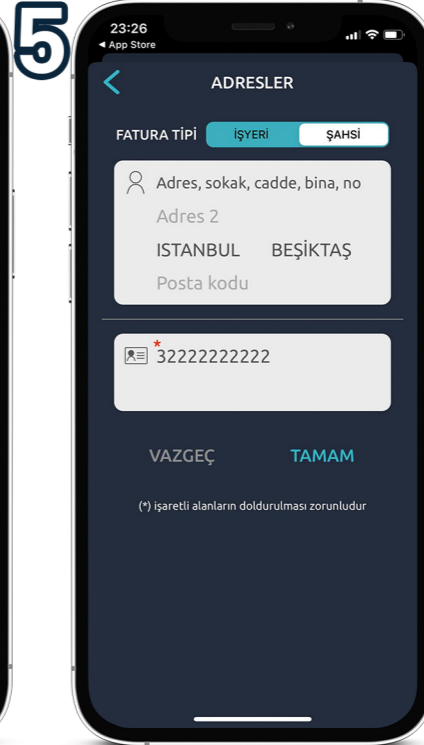 5
23:26
◀ App Store
ADRESLER
FATURA TİPİ İŞYERİ ŞAHSİ
Adres, sokak, cadde, bina, no
Adres 2
ISTANBUL BEŞİKTAŞ
Posta kodu
* 32222222222
VAZGEÇ TAMAM
(*) işaretli alanların doldurulması zorunludur